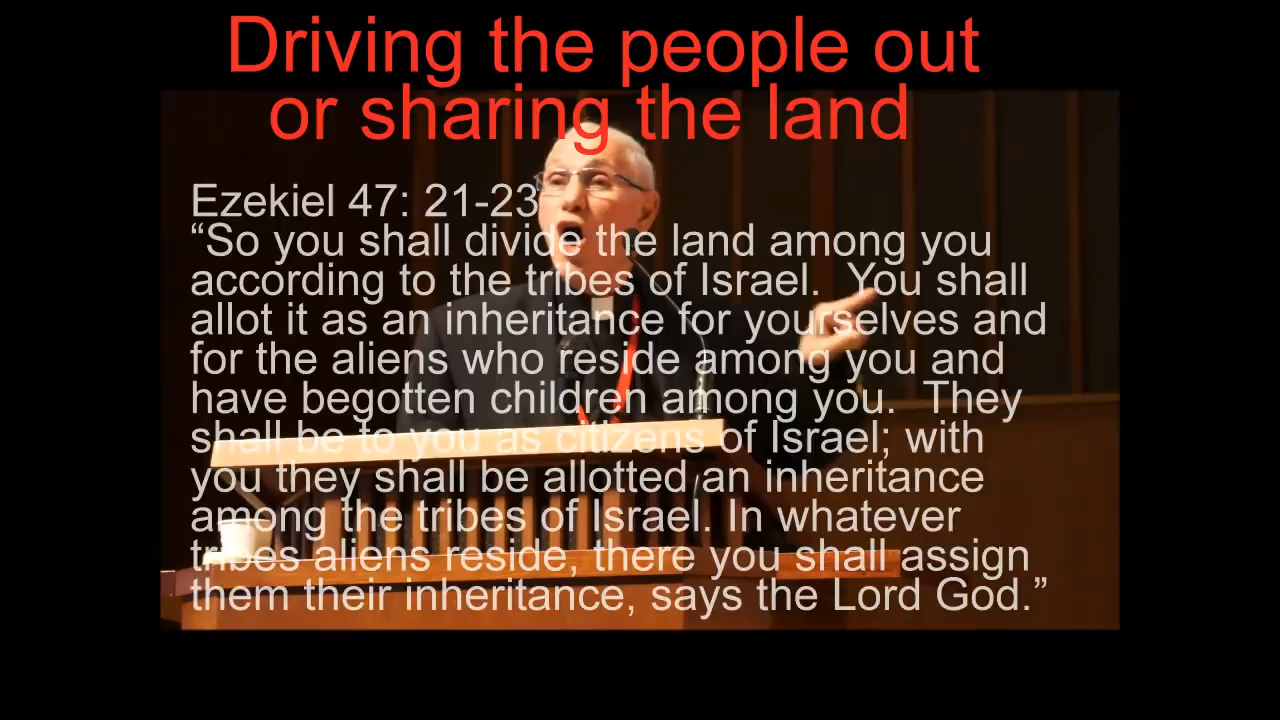 Driving the people out
or sharing the land
Ezekiel 47: 21-23
“So you shall divide the land among you
according to the tribes of Israel.  You shall
allot it as an inheritance for yourselves and
for the aliens who reside among you and
have begotten children among you.  They
shall be to you as citizens of Israel; with
you they shall be allotted an inheritance
among the tribes of Israel. In whatever
tribes aliens reside, there you shall assign
them their inheritance, says the Lord God.”